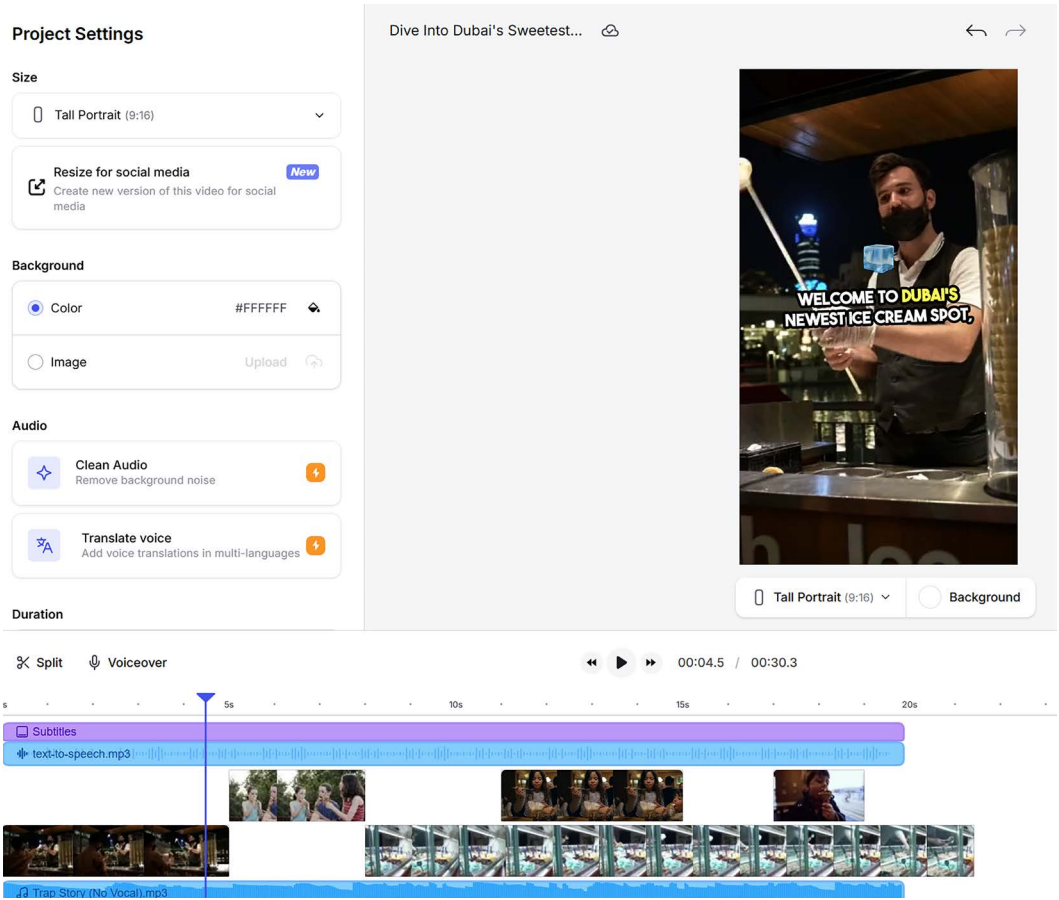 Project Settings
Size
Tall Portrait (9:16)
Resize for social media
New
Create new version of this video for social
media
Background
Color
#FFFFFF
Image
Upload
Audio
Clean Audio
Remove background noise
Translate voice
Add voice translations in multi-languages
Duration
Dive Into Dubai's Sweetest...
WELCOME TO DUBAI'S
NEWEST ICE CREAM SPOT,
Tall Portrait (9:16)
Background
Split
Voiceover
00:04.5 / 00:30.3
s
5s
10s
15s
20s
Subtitles
text-to-speech.mp3
Trap Story (No Vocal).mp3